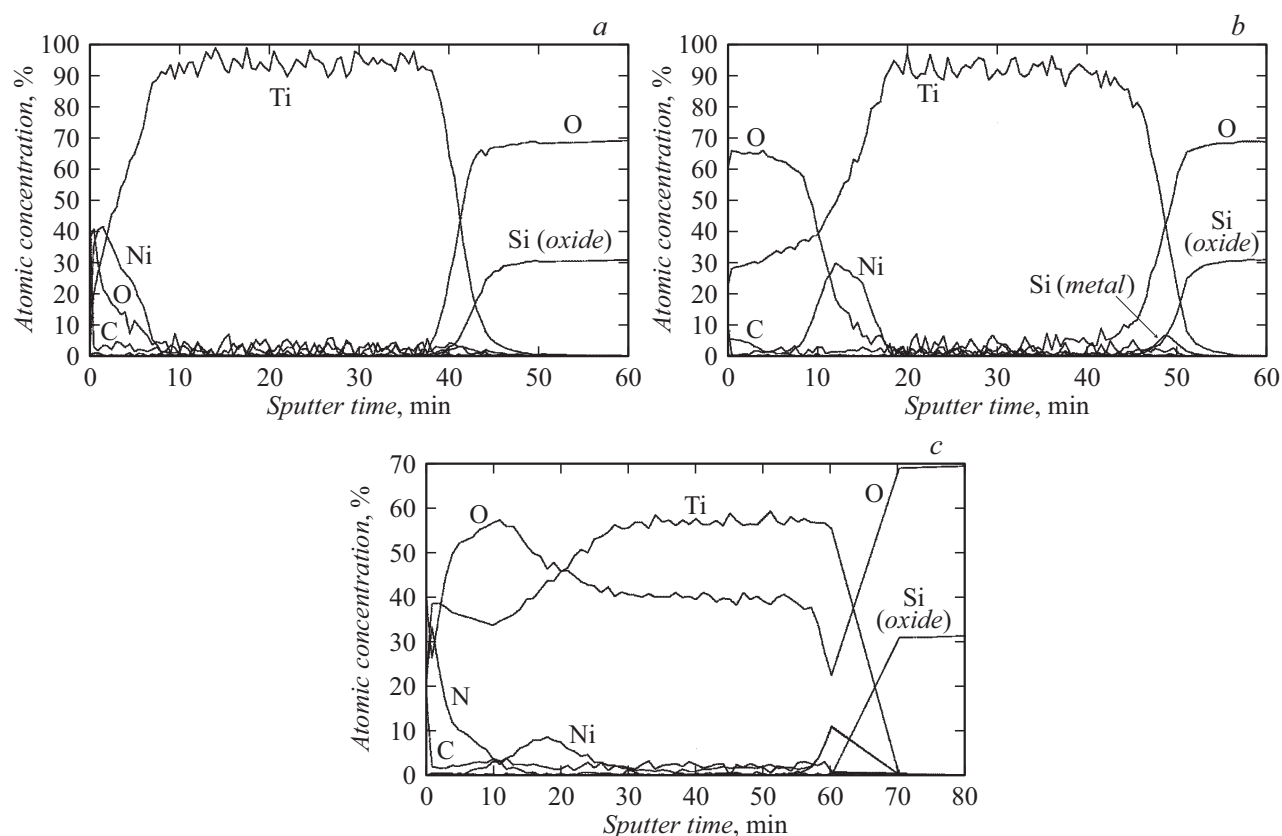 a
100
90
80
70
60
50
40
30
20
10
0
Atomic concentration, %
Ti
O
Ni
Si (oxide)
O
C
0 10 20 30 40 50 60
Sputter time, min
b
100
90
80
70
60
50
40
30
20
10
0
Atomic concentration, %
Ti
O
O
Si
(oxide)
Ni
Si (metal)
C
0 10 20 30 40 50 60
Sputter time, min
c
70
60
50
40
30
20
10
0
Atomic concentration, %
O
Ti
O
Si
(oxide)
N
Ni
C
0 10 20 30 40 50 60 70 80
Sputter time, min